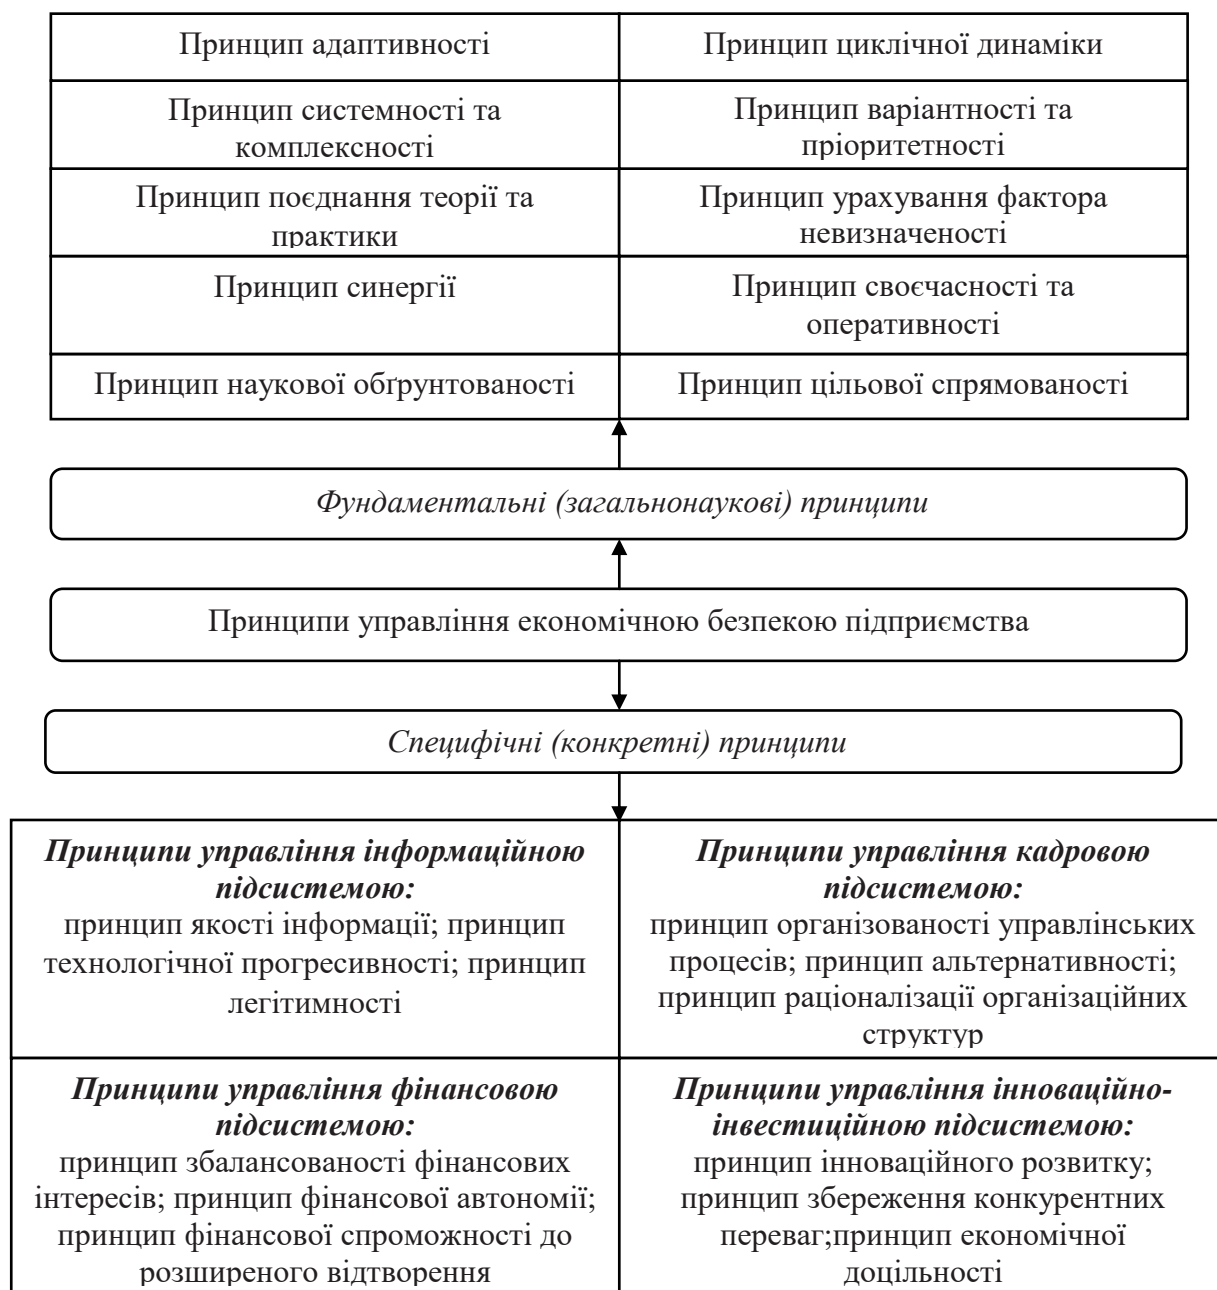 Принцип адаптивності
Принцип циклічної динаміки
Принцип системності та
комплексності
Принцип варіантності та
пріоритетності
Принцип поєднання теорії та
практики
Принцип урахування фактора
невизначеності
Принцип синергії
Принцип своєчасності та
оперативності
Принцип наукової обґрунтованості
Принцип цільової спрямованості
Фундаментальні (загальнонаукові) принципи
Принципи управління економічною безпекою підприємства
Специфічні (конкретні) принципи
Принципи управління інформаційною
підсистемою:
принцип якості інформації; принцип
технологічної прогресивності; принцип
легітимності
Принципи управління кадровою
підсистемою:
принцип організованості управлінських
процесів; принцип альтернативності;
принцип раціоналізації організаційних
структур
Принципи управління фінансовою
підсистемою:
принцип збалансованості фінансових
інтересів; принцип фінансової автономії;
принцип фінансової спроможності до
розширеного відтворення
Принципи управління інноваційно-
інвестиційною підсистемою:
принцип інноваційного розвитку;
принцип збереження конкурентних
переваг;принцип економічної
доцільності